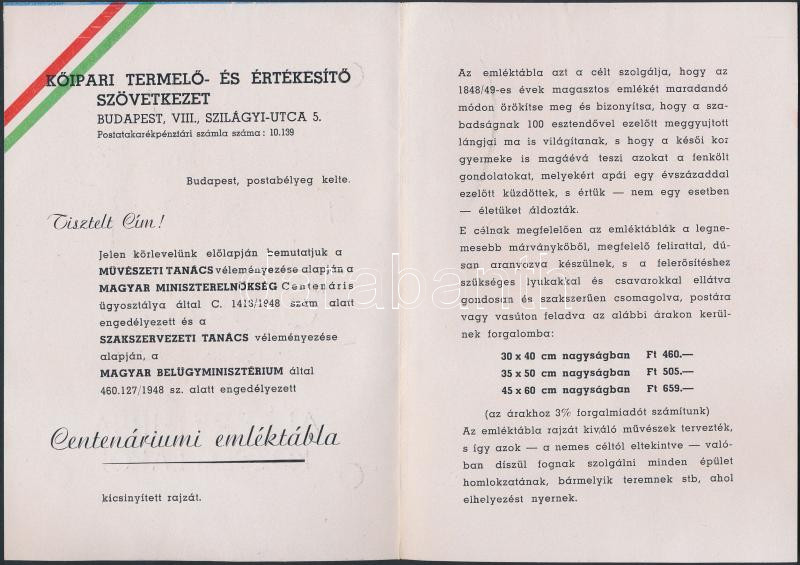 KŐIPARI TERMELŐ- ÉS ÉRTÉKESÍTŐ
SZÖVETKEZET
BUDAPEST, VIII., SZILÁGYI-UTCA 5.
Postatakarékpénztári számla száma: 10.139
Budapest, postabélyeg kelte.
Tisztelt Cím!
Jelen körlevelünk előlapján bemutatjuk a
MŰVÉSZETI TANÁCS véleményezése alapján a
MAGYAR MINISZTERELNÖKSÉG Centenáris
ügyosztálya által C. 1413/1948 szám alatt
engedélyezett és a
SZAKSZERVEZETI TANÁCS véleményezése
alapján, a
MAGYAR BELÜGYMINISZTÉRIUM által
460.127/1948 sz. alatt engedélyezett
Centenáriumi emléktábla
kicsinyített rajzát.
Az emléktábla azt a célt szolgálja, hogy az
1848/49-es évek magasztos emlékét maradandó
módon örökítse meg és bizonyítsa, hogy a sza-
badságnak 100 esztendővel ezelőtt meggyujtott
lángjai ma is világítanak, s hogy a késői kor
gyermeke is magáévá teszi azokat a fenkölt
gondolatokat, melyekért apái egy évszázaddal
ezelőtt küzdöttek, s értük — nem egy esetben
— életüket áldozták.
E célnak megfelelően az emléktáblák a legne-
mesebb márványkőből, megfelelő felirattal, dú-
san aranyozva készülnek, s a felerősítéshez
szükséges lyukakkal és csavarokkal ellátva
gondosan és szakszerűen csomagolva, postára
vagy vasúton feladva az alábbi árakon kerül-
nek forgalomba:
30 x 40 cm nagyságban Ft 460.—
35 x 50 cm nagyságban Ft 505.—
45 x 60 cm nagyságban Ft 659.—
(az árakhoz 3% forgalmiadót számítunk)
Az emléktábla rajzát kiváló művészek tervezték,
s így azok — a nemes céltól eltekintve — való-
ban díszül fognak szolgálni minden épület
homlokzatának, bármelyik teremnek stb, ahol
elhelyezést nyernek.
darabanth